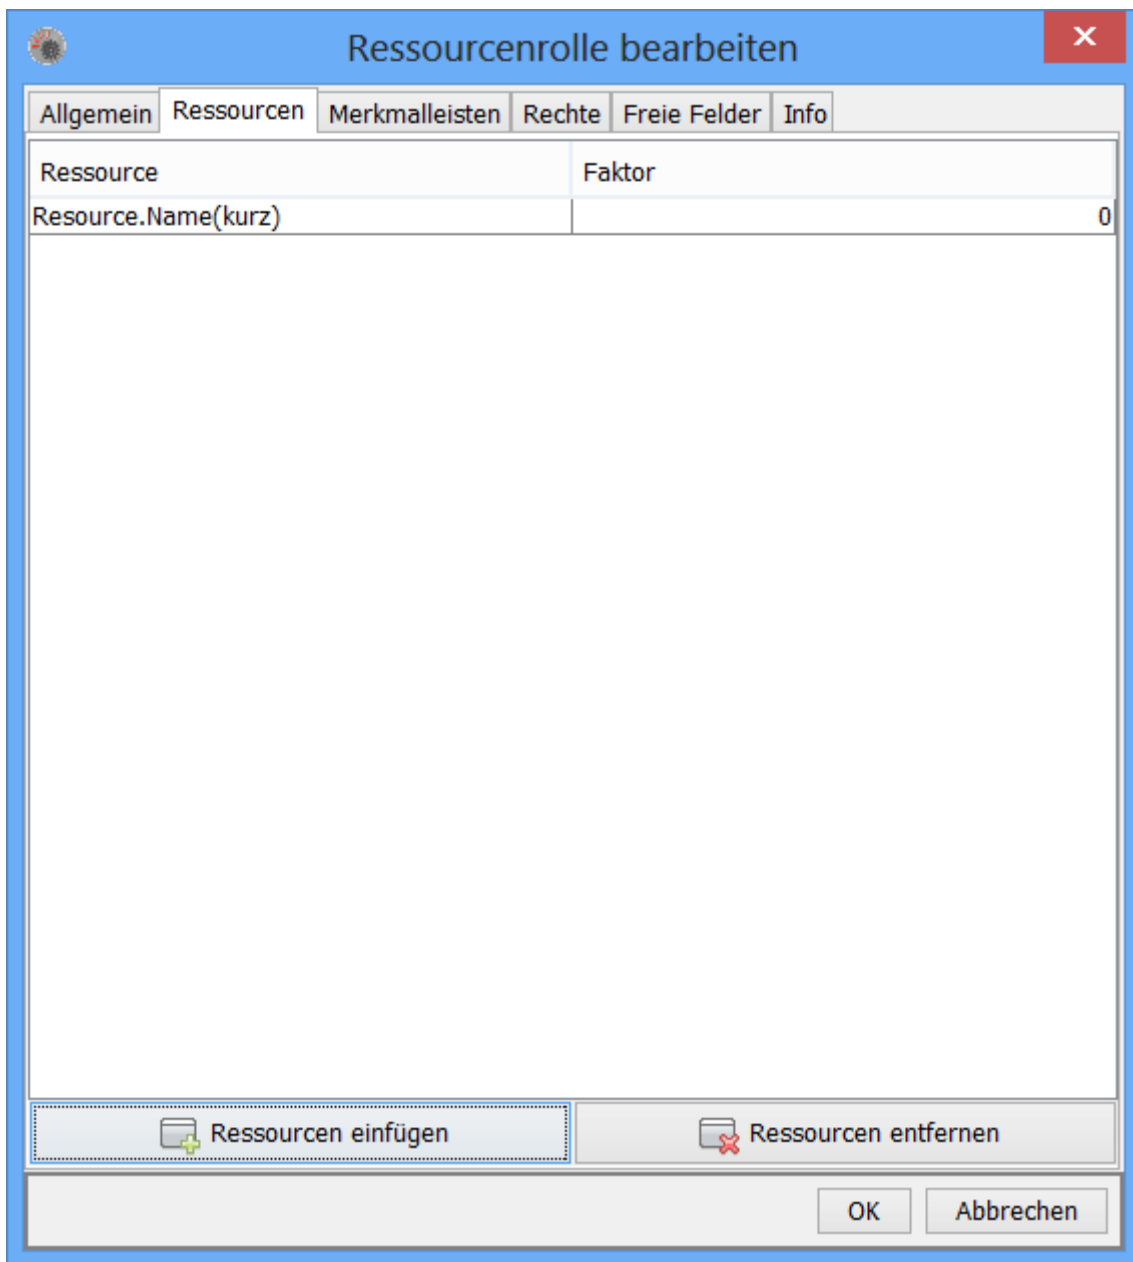 Ressourcenrolle bearbeiten
Allgemein Ressourcen Merkmalleisten Rechte Freie Felder Info
Ressource Faktor
Resource.Name(kurz) 0
Ressourcen einfügen Ressourcen entfernen
OK Abbrechen